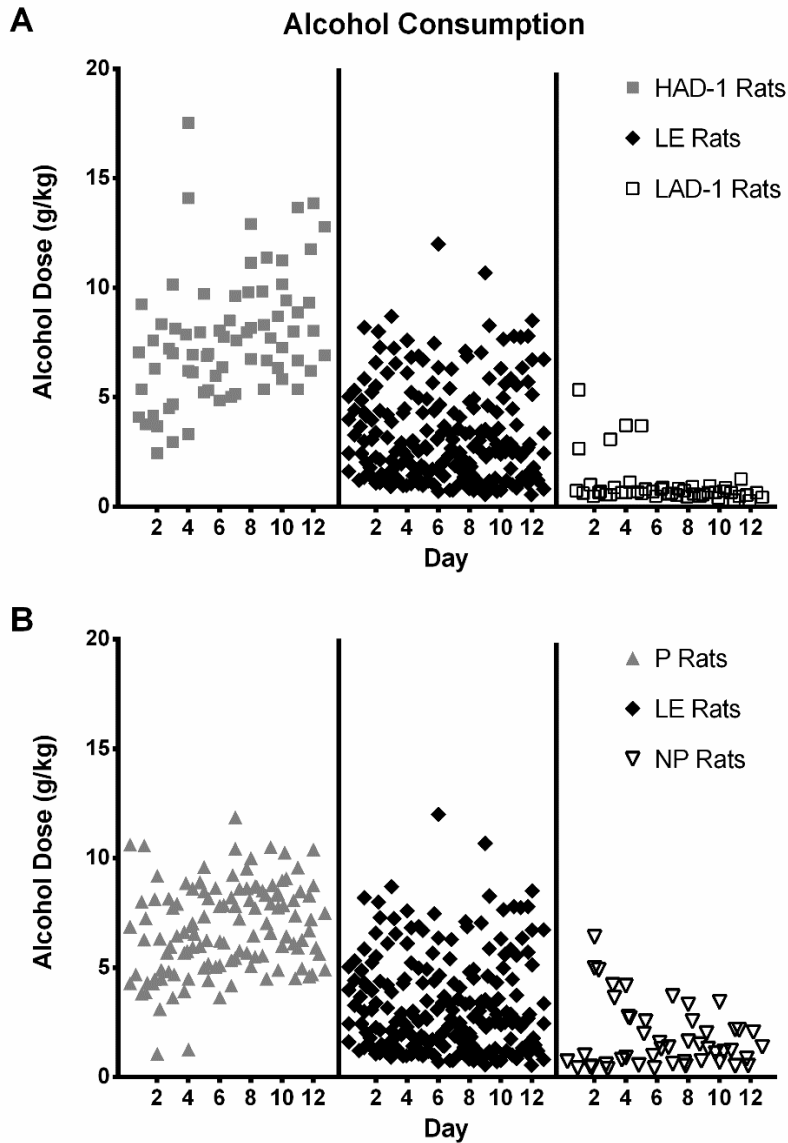 A
Alcohol Consumption
Alcohol Dose (g/kg)
20
15
10
5
0
HAD-1 Rats
LE Rats
LAD-1 Rats
2 4 6 8 10 12 2 4 6 8 10 12 2 4 6 8 10 12
Day
B
Alcohol Dose (g/kg)
20
15
10
5
0
P Rats
LE Rats
NP Rats
2 4 6 8 10 12 2 4 6 8 10 12 2 4 6 8 10 12
Day